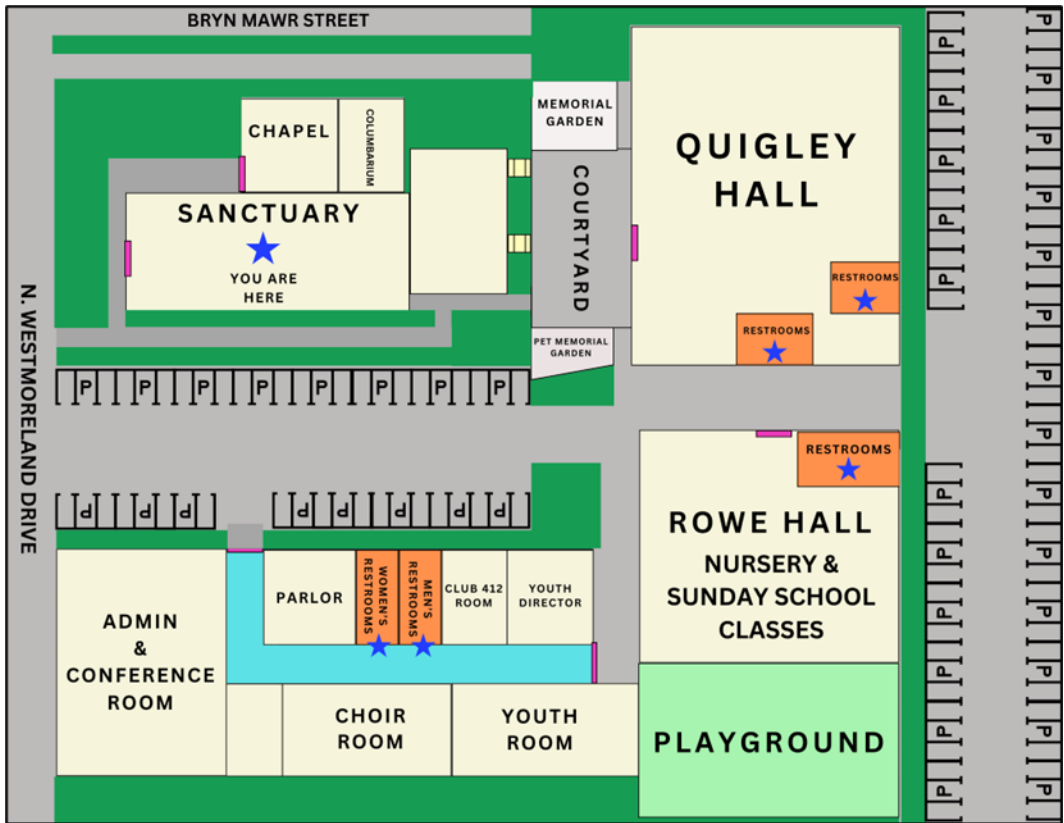 BRYN MAWR STREET
MEMORIAL
GARDEN
CHAPEL
COLUMBARIUM
QUIGLEY
HALL
COURTYARD
SANCTUARY
YOU ARE
HERE
RESTROOMS
RESTROOMS
N. WESTMORELAND DRIVE
PET MEMORIAL
GARDEN
P P P P P P P P
P P P P P P
P P P P P
P P P P P P
P P P P P P P P P P P P P P
RESTROOMS
ROWE HALL
NURSERY &
SUNDAY SCHOOL
CLASSES
ADMIN
&
CONFERENCE
ROOM
PARLOR
WOMEN'S
RESTROOMS
MEN'S
RESTROOMS
CLUB 412
ROOM
YOUTH
DIRECTOR
CHOIR
ROOM
YOUTH
ROOM
PLAYGROUND